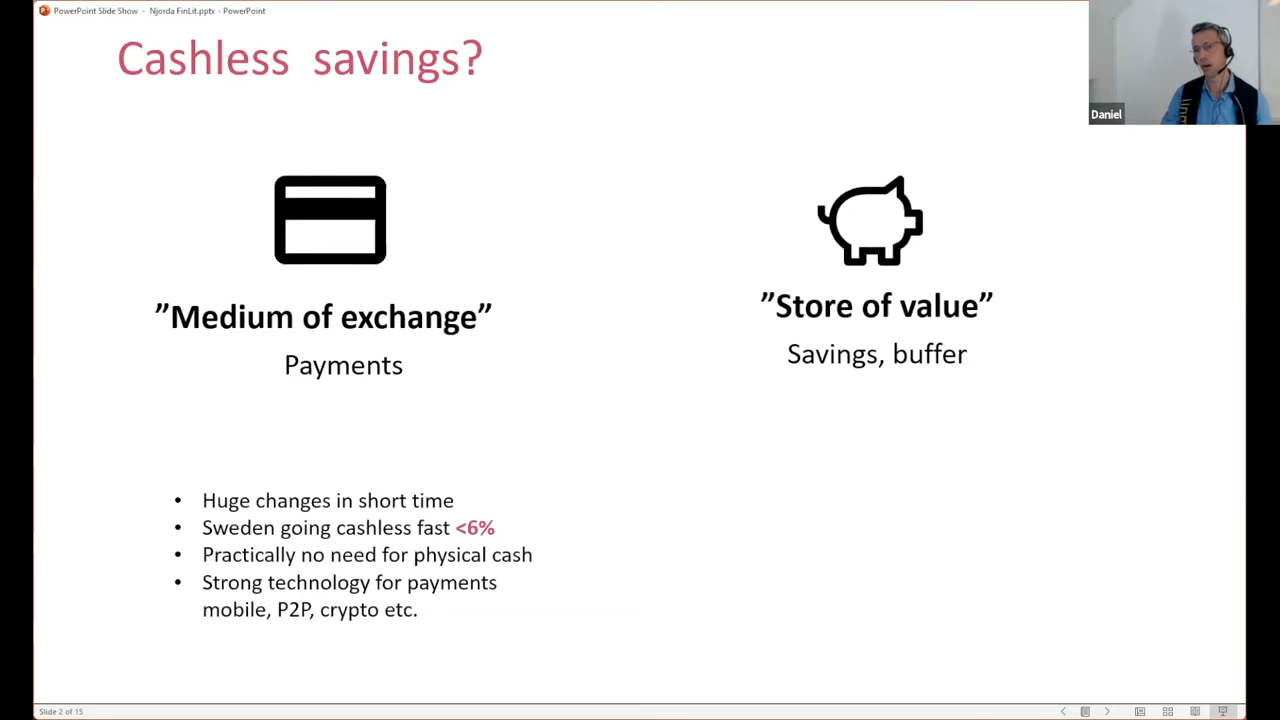 PowerPoint Slide Show - Njorda FinLit.pptx - PowerPoint
Cashless savings?
Daniel
”Medium of exchange”
Payments
”Store of value”
Savings, buffer
• Huge changes in short time
• Sweden going cashless fast <6%
• Practically no need for physical cash
• Strong technology for payments
mobile, P2P, crypto etc.
Slide 2 of 15